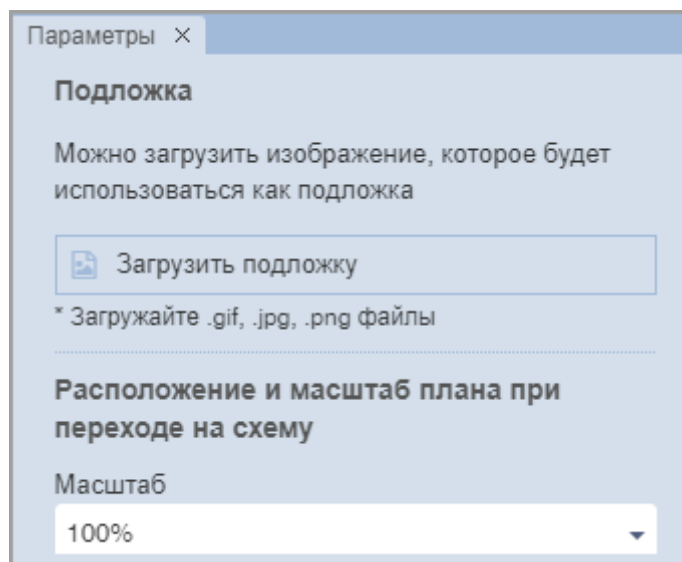 Параметры ×
Подложка
Можно загрузить изображение, которое будет
использоваться как подложка
Загрузить подложку
* Загружайте .gif, .jpg, .png файлы
Расположение и масштаб плана при
переходе на схему
Масштаб
100%